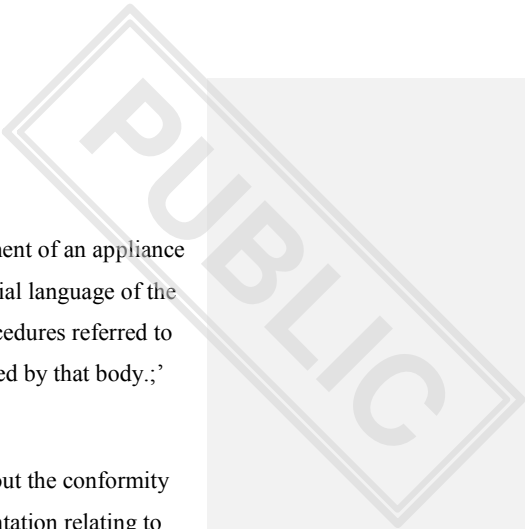 PUBLIC
ment of an appliance
ial language of the
cedures referred to
ed by that body.;’
out the conformity
ntation relating to